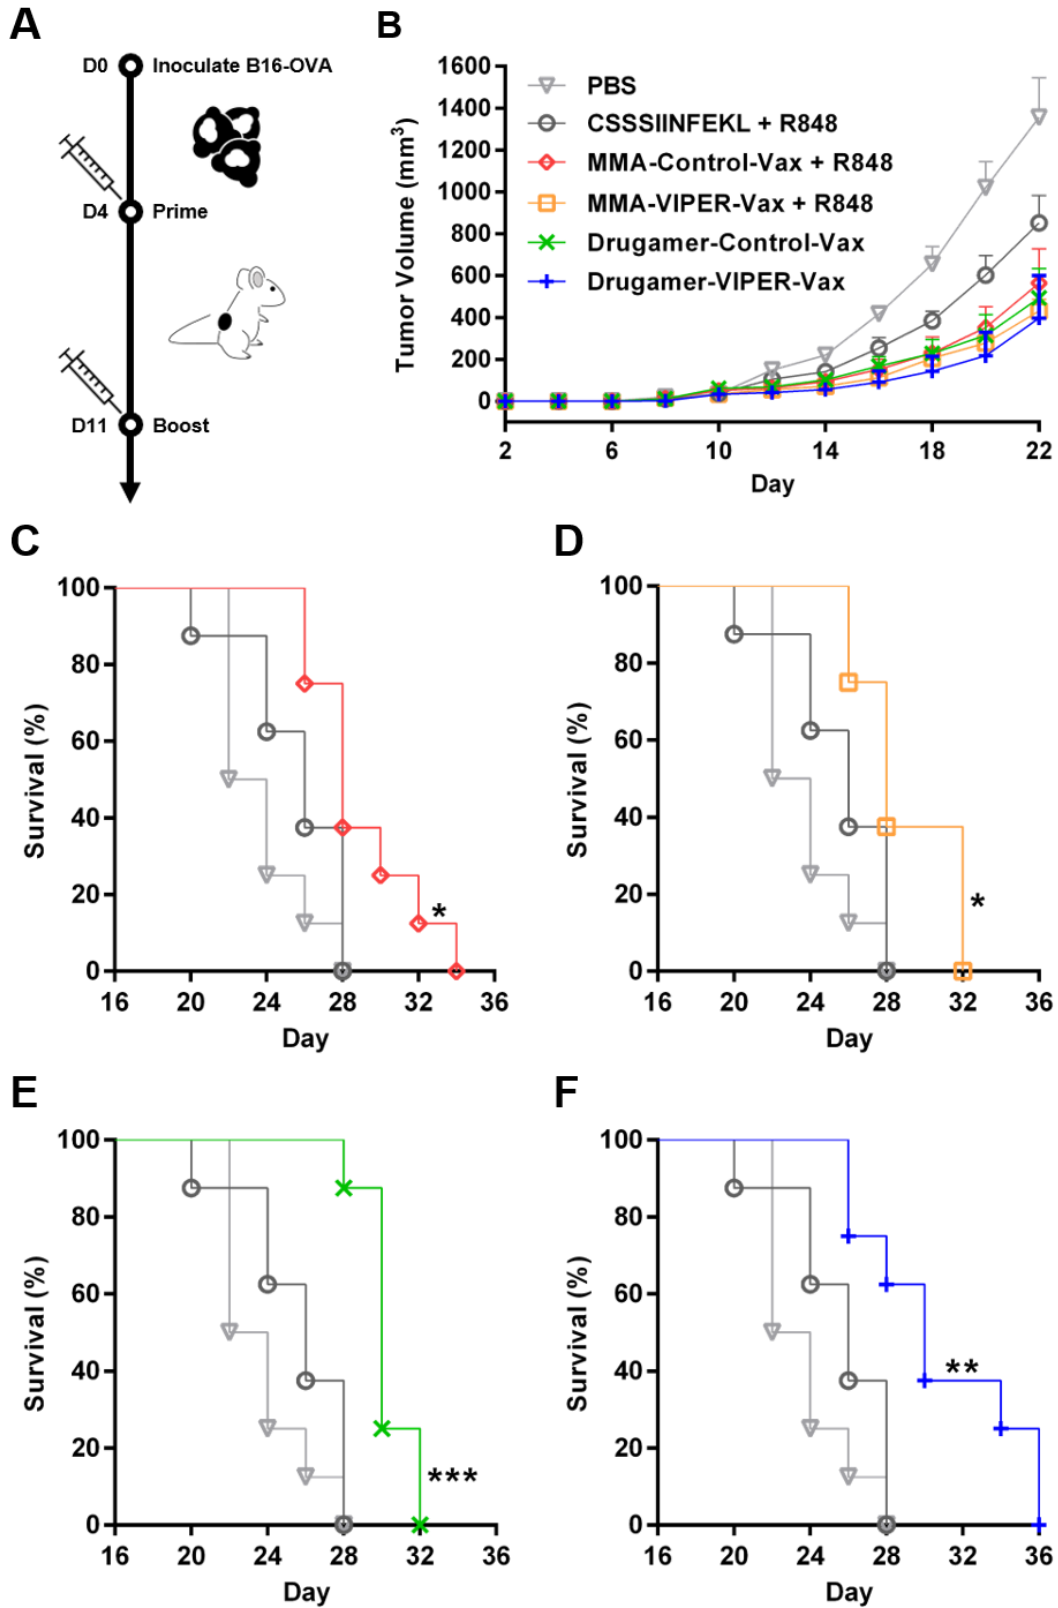 A
D0 Inoculate B16-OVA
D4 Prime
D11 Boost
B
Tumor Volume (mm³)
1600
1400
1200
1000
800
600
400
200
0
PBS
CSSSIINFEKL + R848
MMA-Control-Vax + R848
MMA-VIPER-Vax + R848
Drugamer-Control-Vax
Drugamer-VIPER-Vax
2 6 10 14 18 22
Day
C
Survival (%)
100
80
60
40
20
0
*
16 20 24 28 32 36
Day
D
Survival (%)
100
80
60
40
20
0
*
16 20 24 28 32 36
Day
E
Survival (%)
100
80
60
40
20
0
***
16 20 24 28 32 36
Day
F
Survival (%)
100
80
60
40
20
0
**
16 20 24 28 32 36
Day